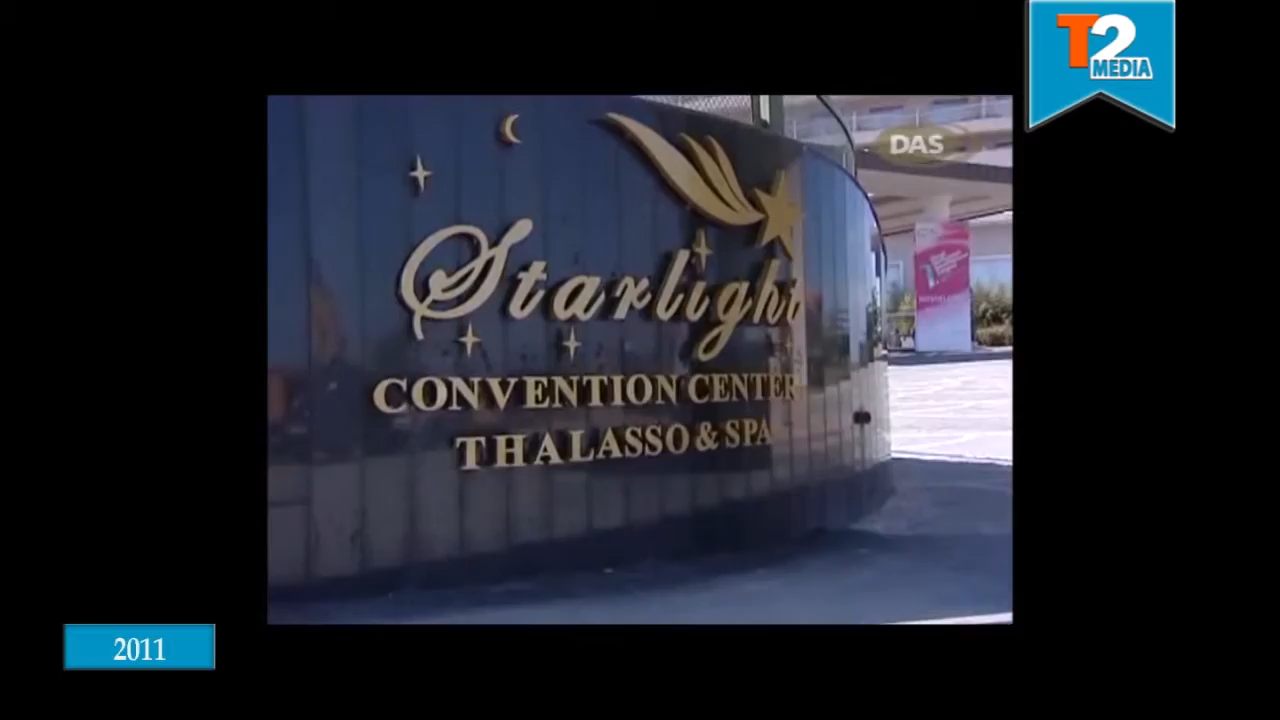 T2
MEDIA
DAS
Starlight
CONVENTION CENTER
THALASSO & SPA
2011